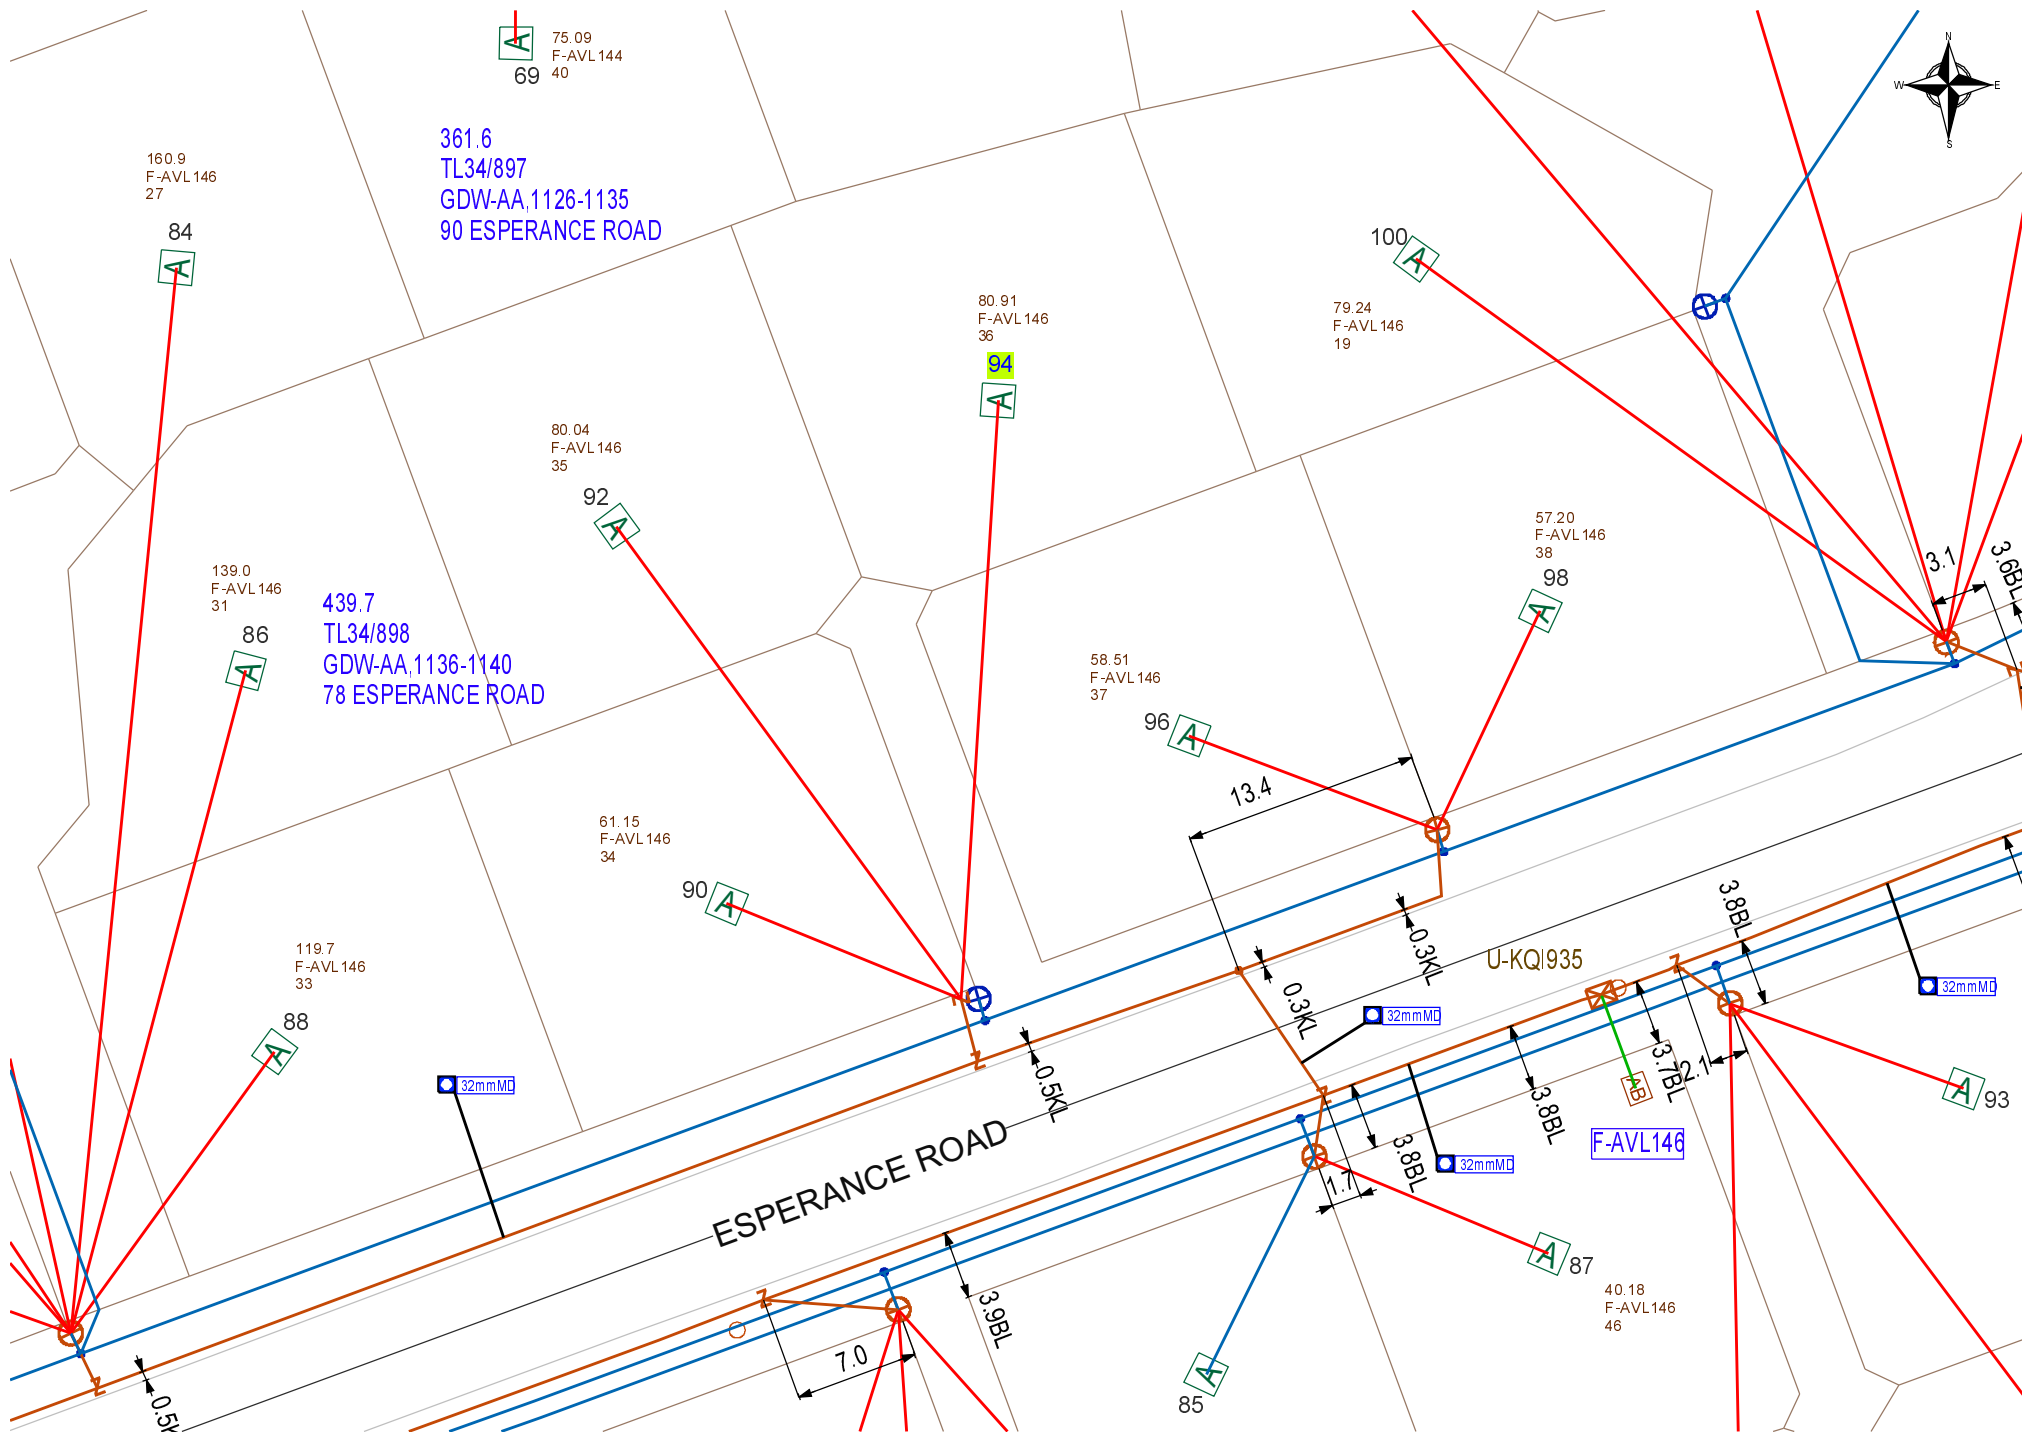 75.09
F-AVL144
40
69
N
W
E
S
361.6
TL34/897
GDW-AA,1126-1135
90 ESPERANCE ROAD
160.9
F-AVL146
27
84
100
80.91
F-AVL146
36
94
79.24
F-AVL146
19
80.04
F-AVL146
35
92
57.20
F-AVL146
38
98
3.1
3.6BL
139.0
F-AVL146
31
86
439.7
TL34/898
GDW-AA,1136-1140
78 ESPERANCE ROAD
58.51
F-AVL146
37
96
13.4
61.15
F-AVL146
34
90
119.7
F-AVL146
33
88
0.3KL
0.3KL
U-KQI935
3.8BL
32mmMD
32mmMD
32mmMD
32mmMD
0.5KL
3.8BL
3.7BL
2.1
AB
93
F-AVL146
ESPERANCE ROAD
3.8BL
1.7
87
40.18
F-AVL146
46
3.9BL
7.0
85